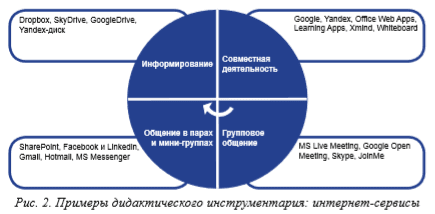 Dropbox, SkyDrive, GoogleDrive,
Yandex-диск
Google, Yandex, Office Web Apps,
Learning Apps, Xmind, Whiteboard
Информирование
Совместная
деятельность
Общение в парах
и мини-группах
Групповое
общение
SharePoint, Facebook и LinkedIn,
Gmail, Hotmail, MS Messenger
MS Live Meeting, Google Open
Meeting, Skype, JoinMe
Рис. 2. Примеры дидактического инструментария: интернет-сервисы